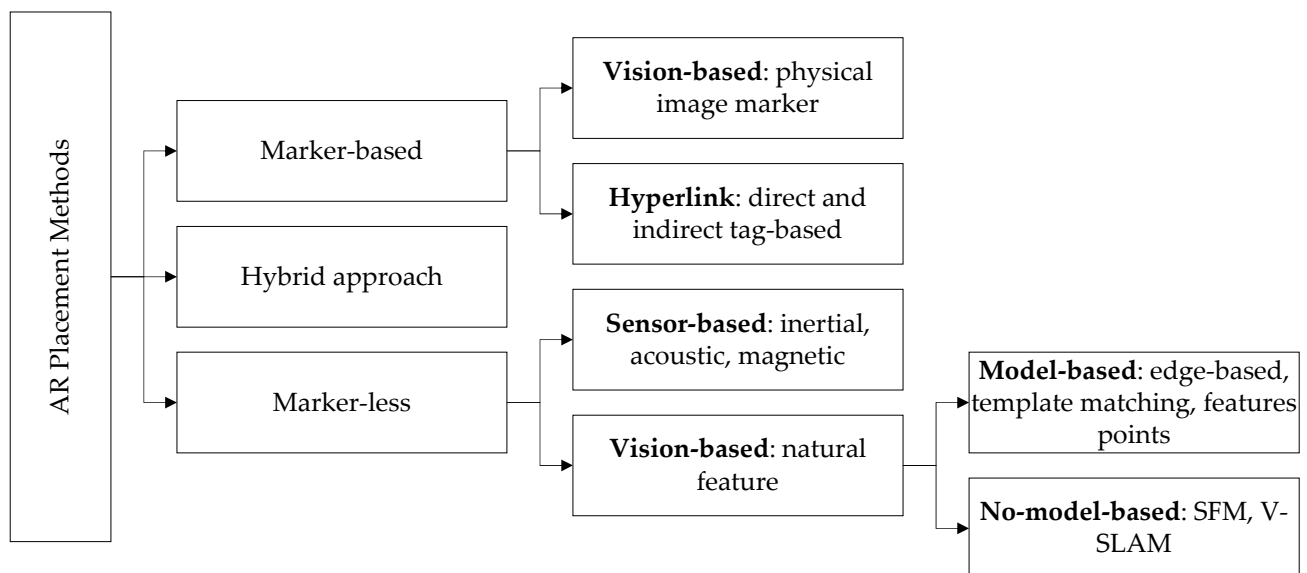 AR Placement Methods
Marker-based
Hybrid approach
Marker-less
Vision-based: physical
image marker
Hyperlink: direct and
indirect tag-based
Sensor-based: inertial,
acoustic, magnetic
Vision-based: natural
feature
Model-based: edge-based,
template matching, features
points
No-model-based: SFM, V-
SLAM